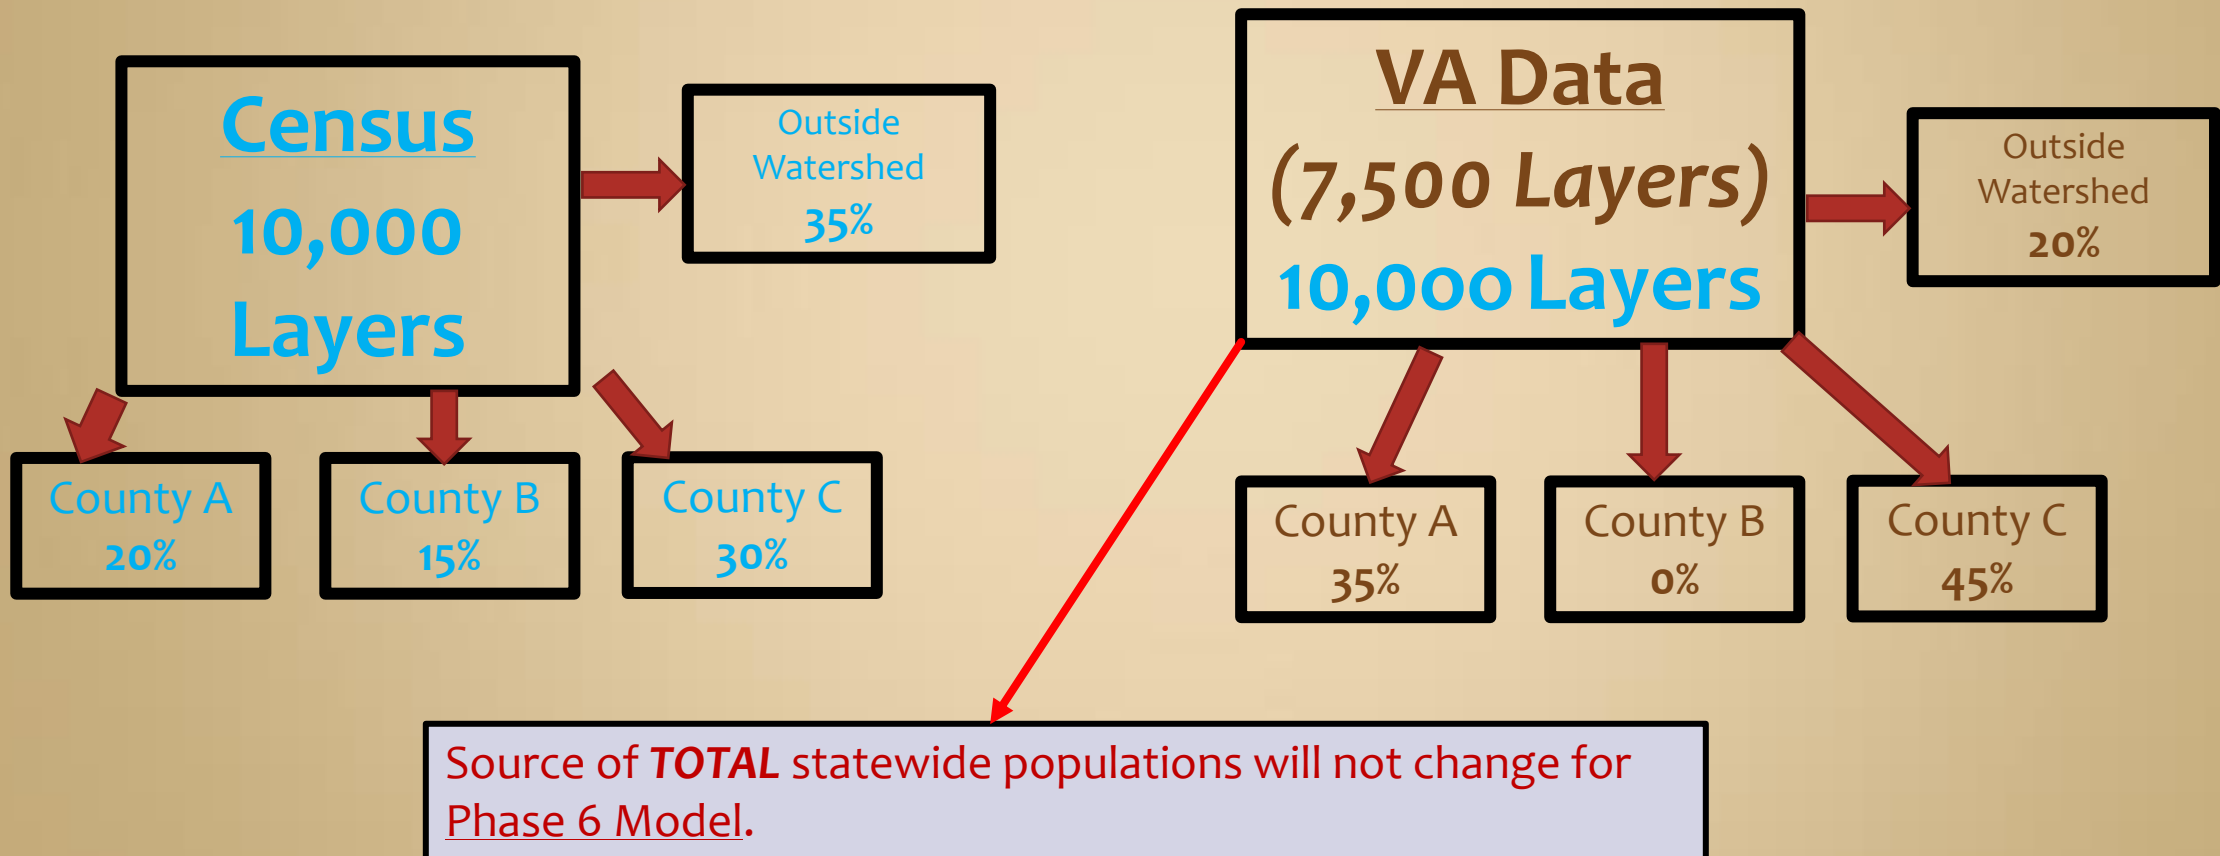 Census
10,000
Layers
Outside
Watershed
35%
County A
20%
County B
15%
County C
30%
VA Data
(7,500 Layers)
10,000 Layers
Outside
Watershed
20%
County A
35%
County B
0%
County C
45%
Source of TOTAL statewide populations will not change for
Phase 6 Model.